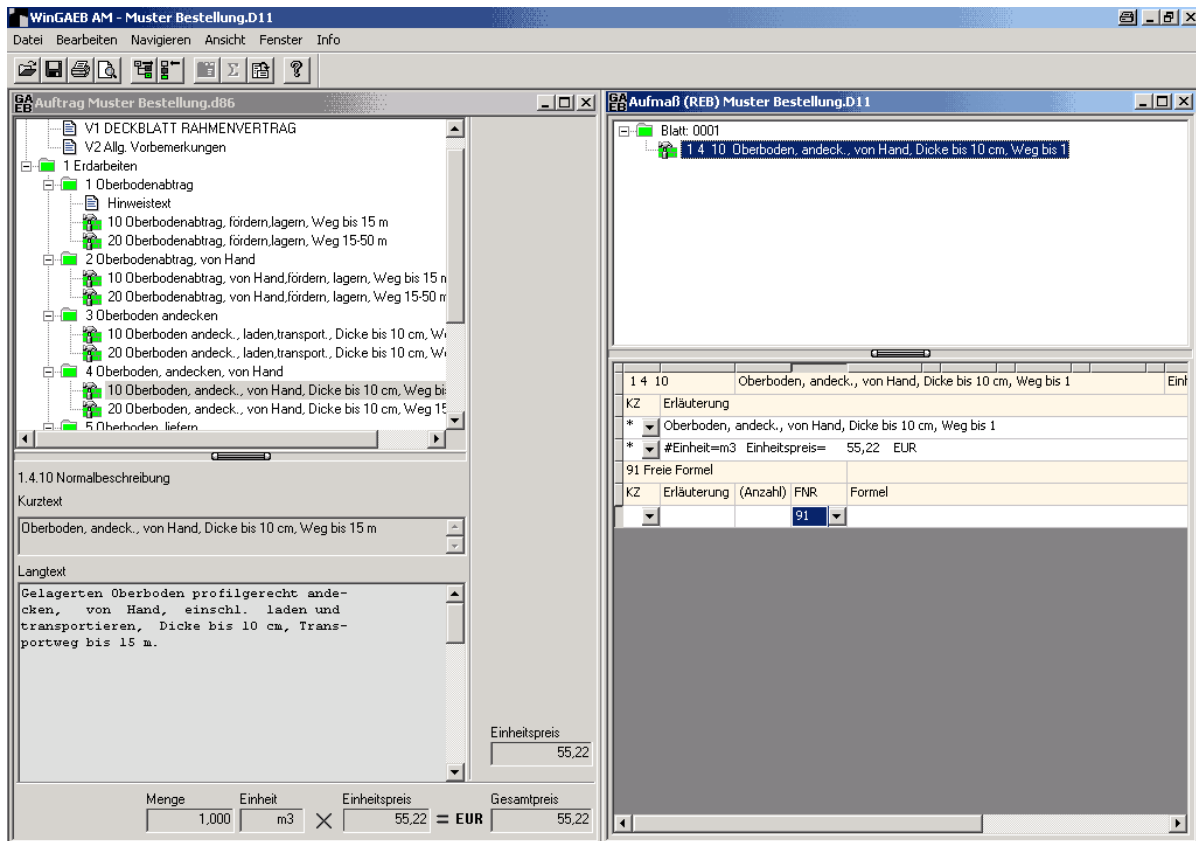 WinGAEB AM - Muster Bestellung.D11
Datei Bearbeiten Navigieren Ansicht Fenster Info
GAEB Auftrag Muster Bestellung.d86
V1 DECKBLATT RAHMENVERTRAG
V2 Allg. Vorbemerkungen
1 Erdarbeiten
1 Oberbodenabtrag
Hinweistext
10 Oberbodenabtrag, fördern,lagern, Weg bis 15 m
20 Oberbodenabtrag, fördern,lagern, Weg 15-50 m
2 Oberbodenabtrag, von Hand
10 Oberbodenabtrag, von Hand,fördern, lagern, Weg bis 15 m
20 Oberbodenabtrag, von Hand,fördern, lagern, Weg 15-50 m
3 Oberboden andecken
10 Oberboden andeck., laden,transport., Dicke bis 10 cm, We
20 Oberboden andeck., laden,transport., Dicke bis 10 cm, We
4 Oberboden, andecken, von Hand
10 Oberboden, andeck., von Hand, Dicke bis 10 cm, Weg bi
20 Oberboden, andeck., von Hand, Dicke bis 10 cm, Weg 15
5 Oberboden, liefern
1.4.10 Normalbeschreibung
Kurztext
Oberboden, andeck., von Hand, Dicke bis 10 cm, Weg bis 15 m
Langtext
Gelagerten Oberboden profilgerecht ande-
cken, von Hand, einschl. laden und
transportieren, Dicke bis 10 cm, Trans-
portweg bis 15 m.
Einheitspreis
55,22
Menge Einheit Einheitspreis Gesamtpreis
1,000 m3 X 55,22 = EUR 55,22
GAEB Aufmaß (REB) Muster Bestellung.D11
Blatt: 0001
1 4 10 Oberboden, andeck., von Hand, Dicke bis 10 cm, Weg bis 1
1 4 10 Oberboden, andeck., von Hand, Dicke bis 10 cm, Weg bis 1 Einh
KZ Erläuterung
* Oberboden, andeck., von Hand, Dicke bis 10 cm, Weg bis 1
* #Einheit=m3 Einheitspreis= 55,22 EUR
91 Freie Formel
KZ Erläuterung (Anzahl) FNR Formel
91